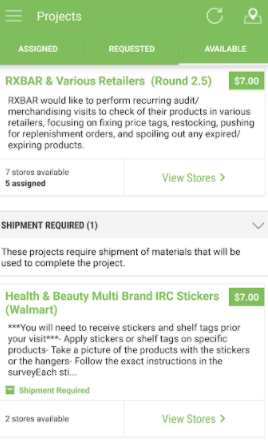 Projects
ASSIGNED REQUESTED AVAILABLE
RXBAR & Various Retailers (Round 2.5) $7.00
RXBAR would like to perform recurring audit/
merchandising visits to check of their products in various
retailers, focusing on fixing price tags, restocking, pushing
for replenishment orders, and spoiling out any expired/
expiring products.
7 stores available
5 assigned
View Stores >
SHIPMENT REQUIRED (1)
These projects require shipment of materials that will be
used to complete the project.
Health & Beauty Multi Brand IRC Stickers $7.00
(Walmart)
***You will need to receive stickers and shelf tags prior
your visit***- Apply stickers or shelf tags on specific
products- Take a picture of the products with the stickers
or the hangers- Follow the exact instructions in the
surveyEach sti...
Shipment Required
2 stores available
View Stores >